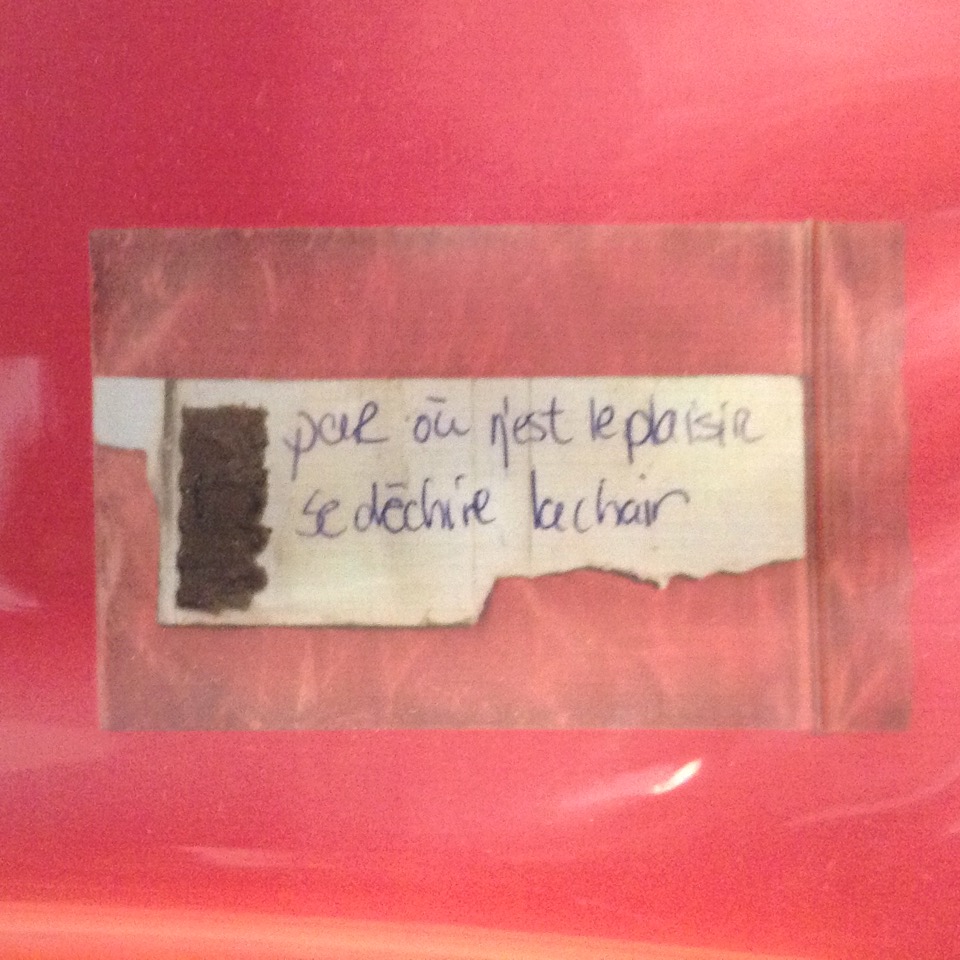 par où n'est le plaisir
se déchire la chair